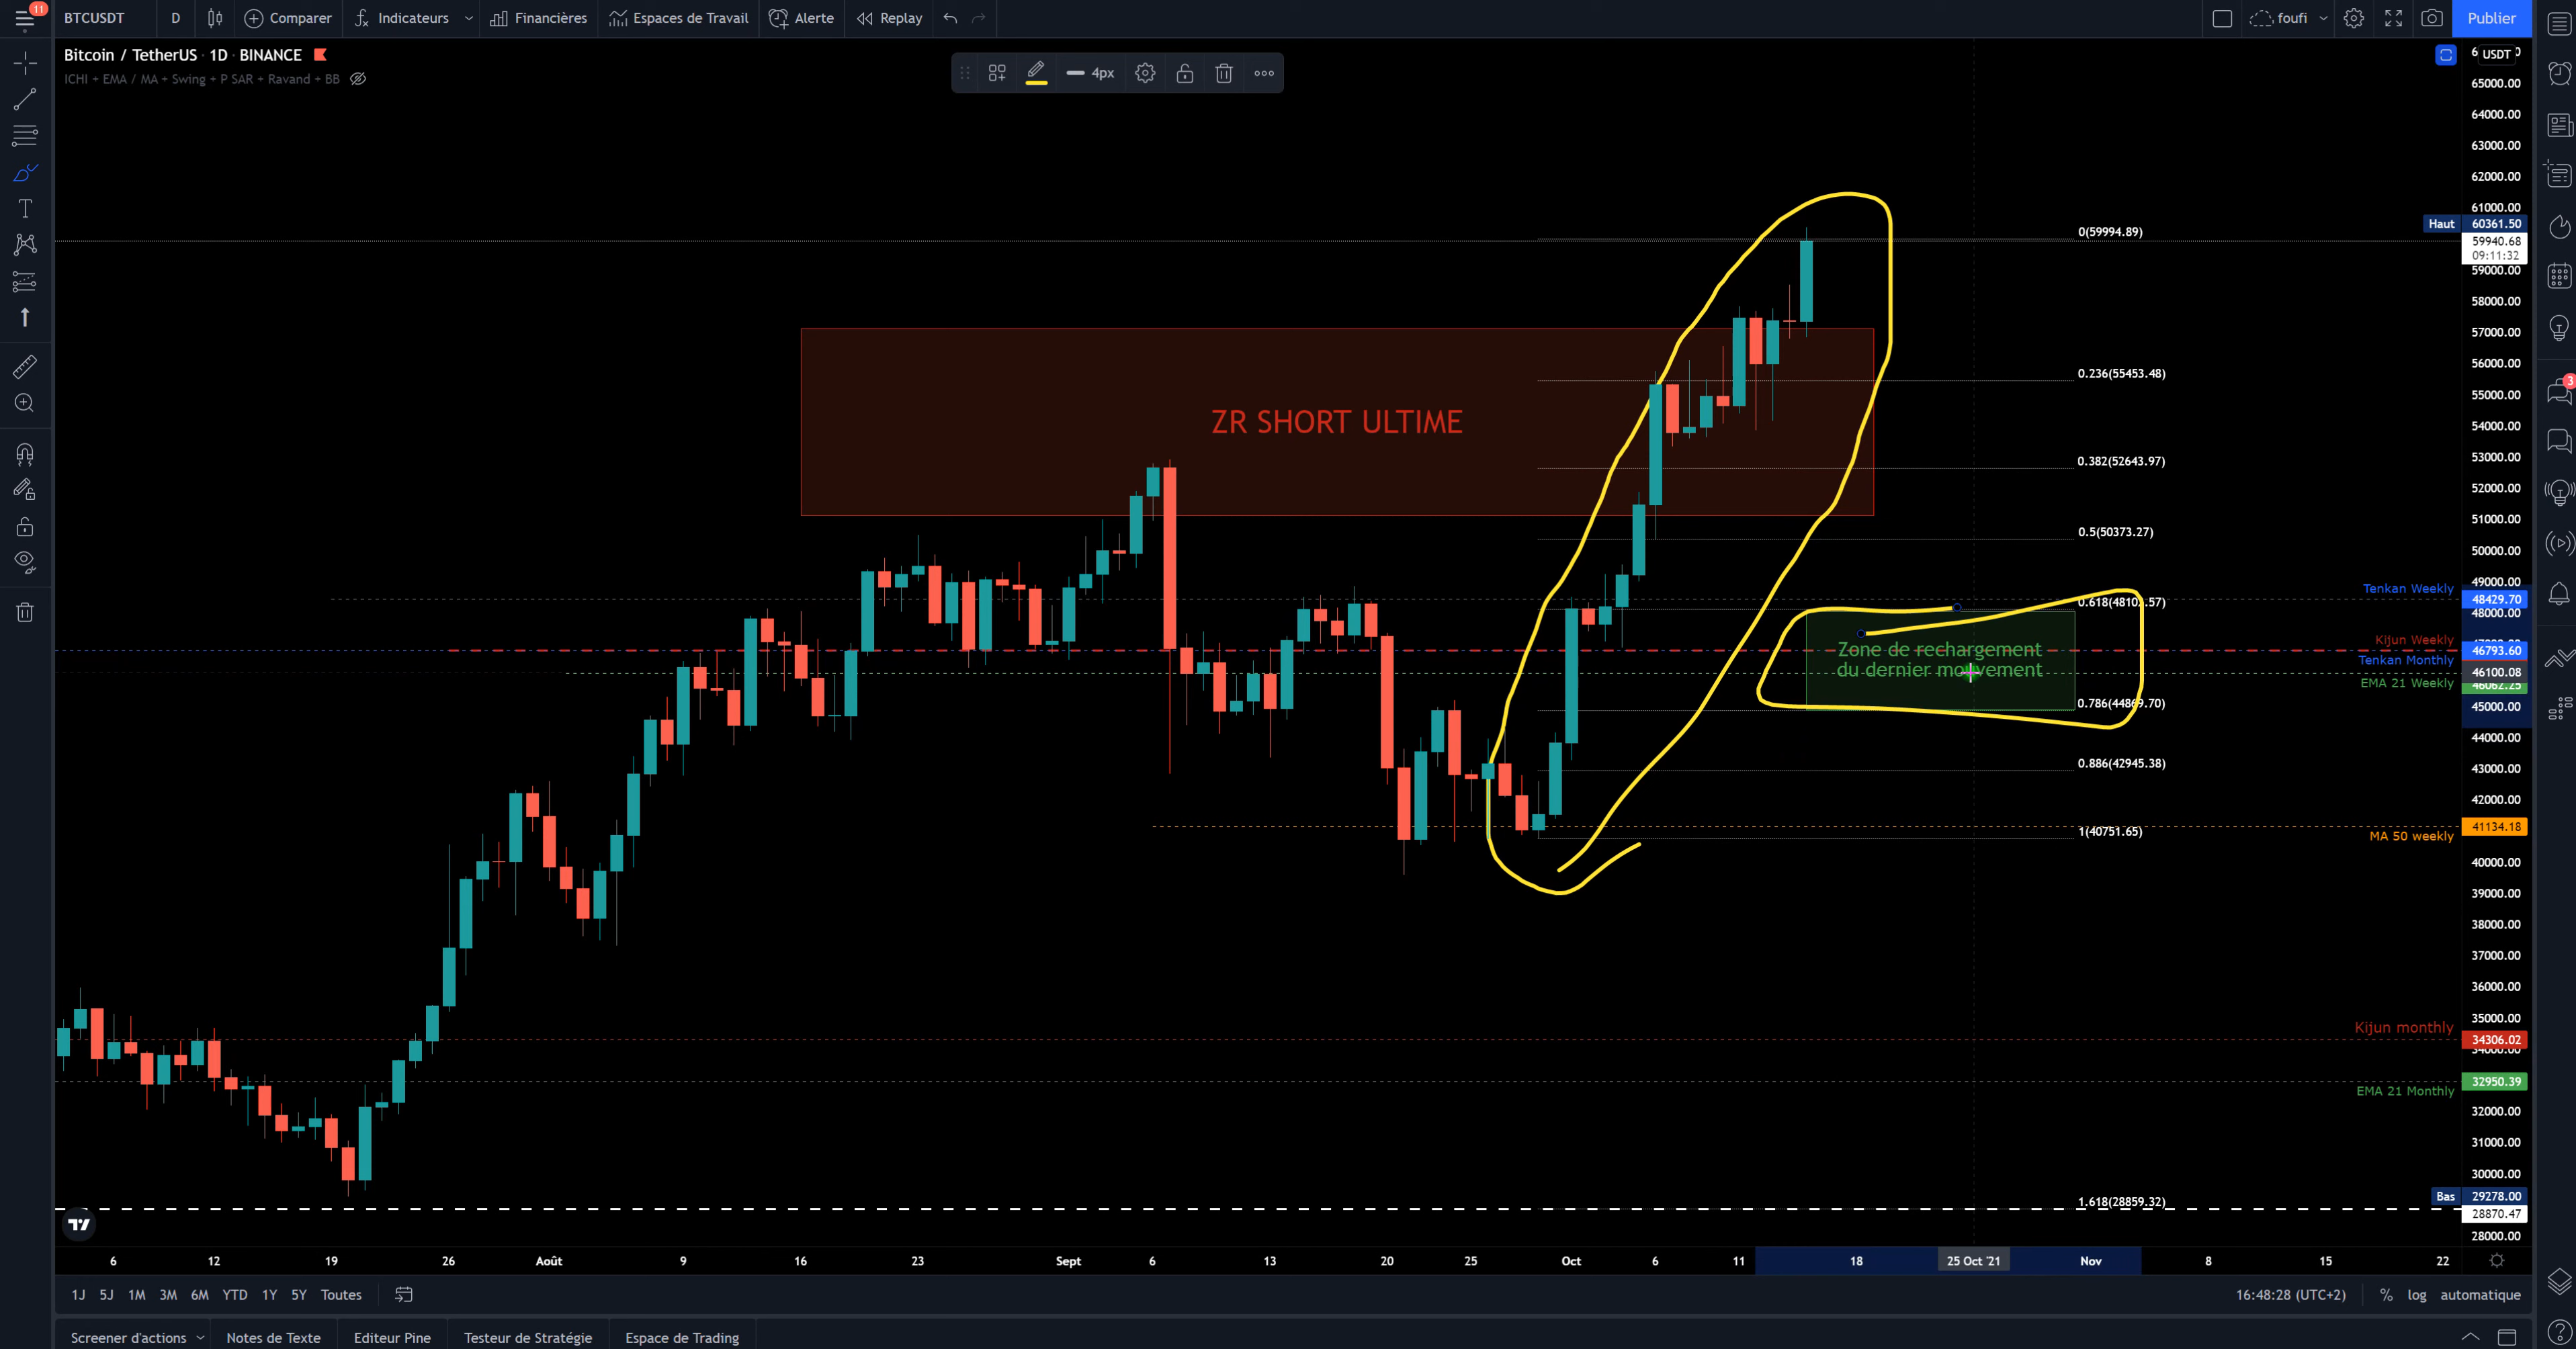 11
BTCUSDT
D
Comparer
Indicateurs
Financières
Espaces de Travail
Alerte
Replay
foufi
Publier
Bitcoin / TetherUS · 1D · BINANCE
ICHI + EMA / MA + Swing + P SAR + Ravand + BB
4px
USDT
65000.00
64000.00
63000.00
62000.00
61000.00
Haut 60361.50
59940.68
09:11:32
59000.00
58000.00
57000.00
56000.00
55000.00
54000.00
53000.00
52000.00
51000.00
50000.00
49000.00
Tenkan Weekly
48429.70
48000.00
Kijun Weekly
46793.60
Tenkan Monthly
46100.08
EMA 21 Weekly
46062.25
45000.00
44000.00
43000.00
42000.00
41134.18
MA 50 weekly
40000.00
39000.00
38000.00
37000.00
36000.00
35000.00
Kijun monthly
34306.02
34000.00
32950.39
EMA 21 Monthly
32000.00
31000.00
30000.00
Bas 29278.00
28870.47
28000.00
0(59994.89)
0.236(55453.48)
0.382(52643.97)
0.5(50373.27)
0.786(44869.70)
0.886(42945.38)
1(40751.65)
1.618(28859.32)
ZR SHORT ULTIME
Zone de rechargement
du dernier mouvement
3
6 12 19 26 Août 9 16 23 Sept 6 13 20 25 Oct 6 11 18 25 Oct '21 Nov 8 15 22
1J 5J 1M 3M 6M YTD 1Y 5Y Toutes
16:48:28 (UTC+2) % log automatique
Screener d'actions Notes de Texte Editeur Pine Testeur de Stratégie Espace de Trading